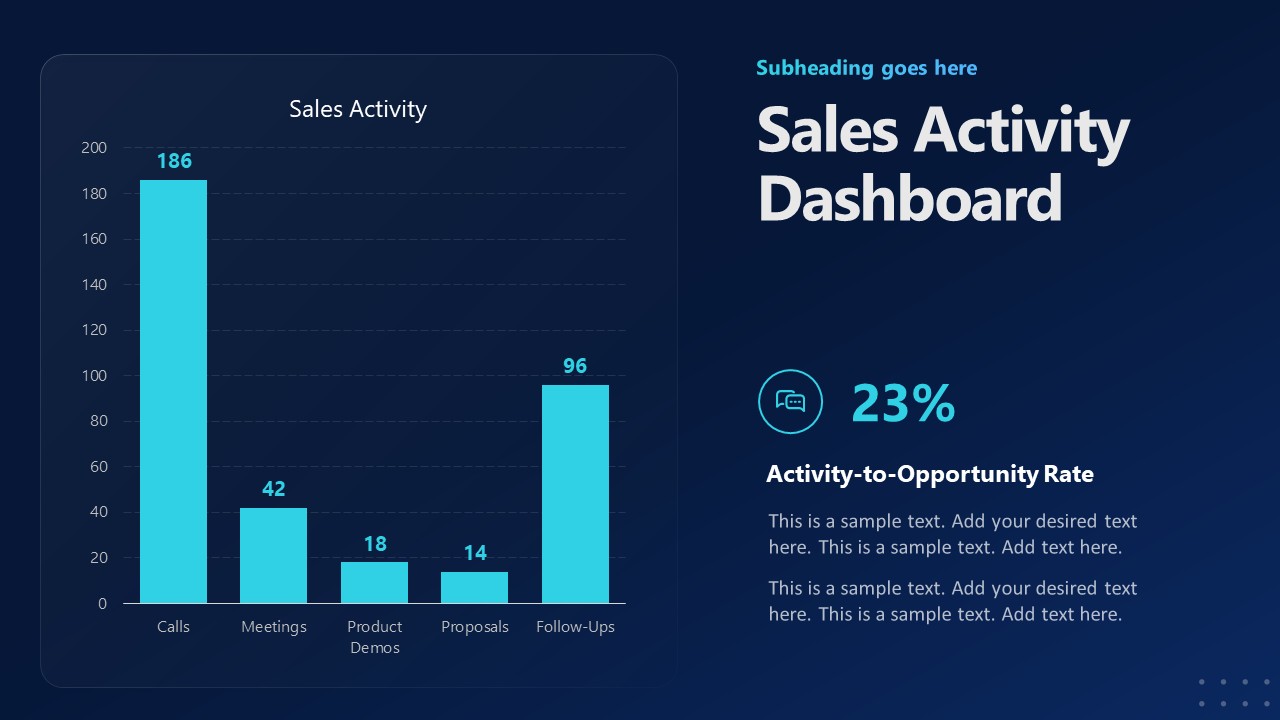 Sales Activity
200
180
160
140
120
100
80
60
40
20
0
186
42
18
14
96
Calls
Meetings
Product
Demos
Proposals
Follow-Ups
Subheading goes here
Sales Activity
Dashboard
23%
Activity-to-Opportunity Rate
This is a sample text. Add your desired text
here. This is a sample text. Add text here.
This is a sample text. Add your desired text
here. This is a sample text. Add text here.